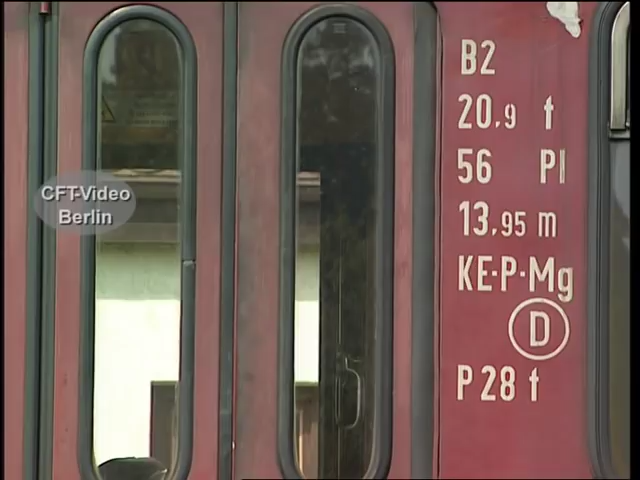 CFT-Video
Berlin
B2
20,9 t
56 Pl
13,95 m
KE-P-Mg
D
P 28 t